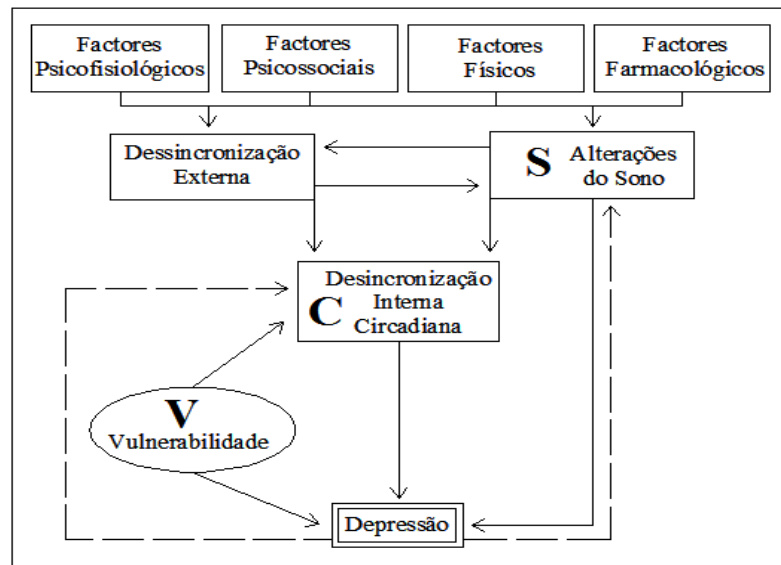 Factores
Psicofisiológicos
Factores
Psicossociais
Factores
Físicos
Factores
Farmacológicos
Dessincronização
Externa
S Alterações
do Sono
Desincronização
Interna
C Circadiana
V
Vulnerabilidade
Depressão